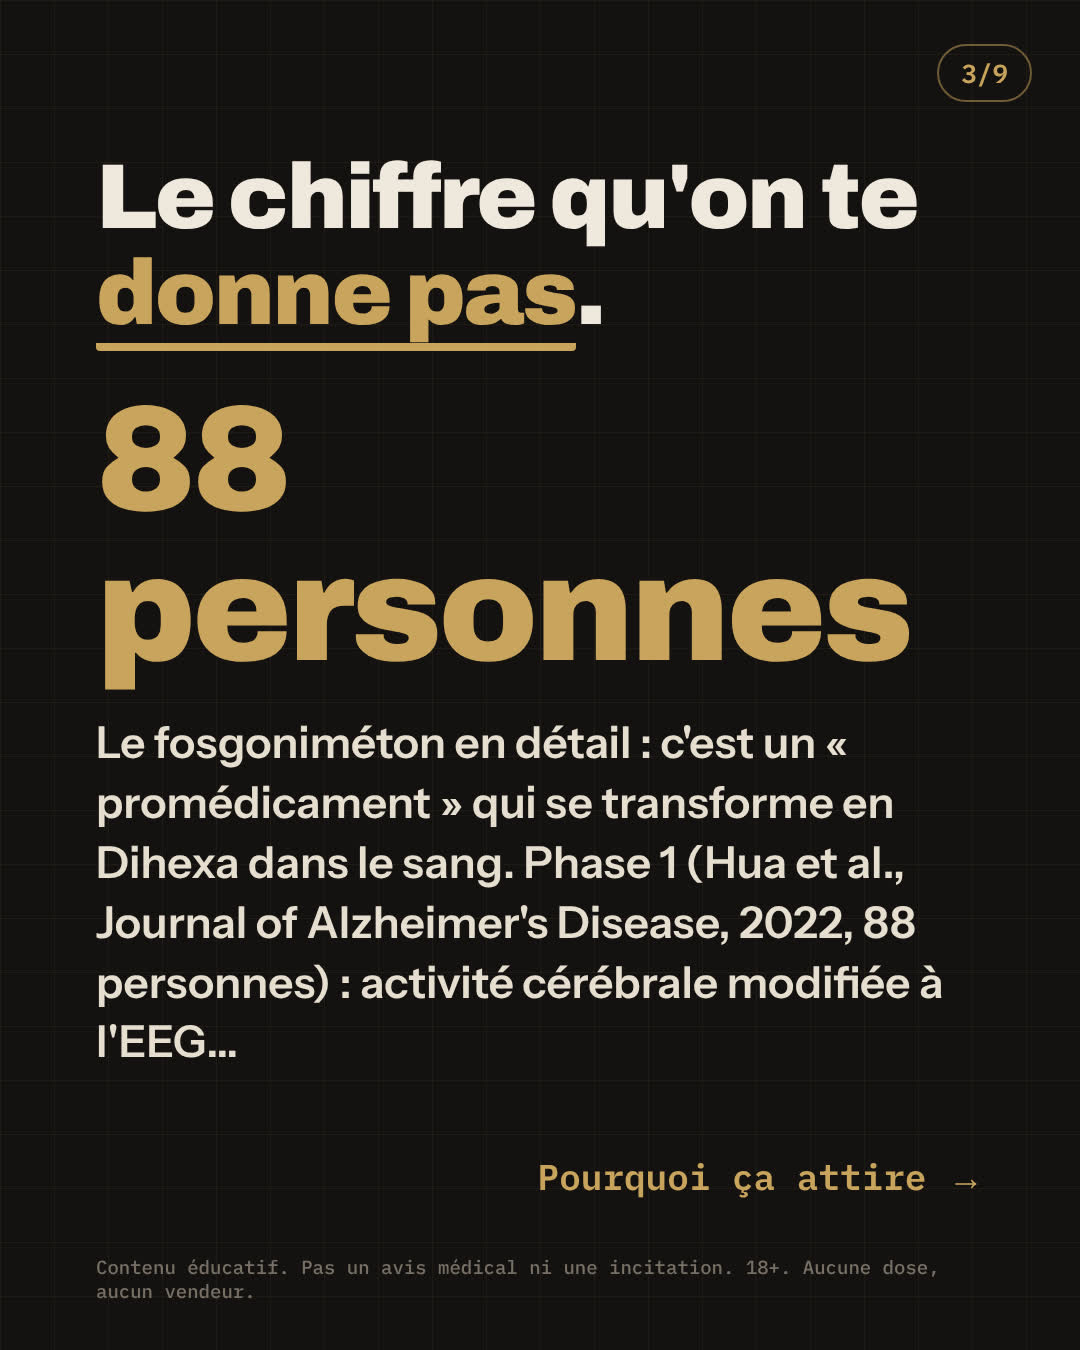 3/9
Le chiffre qu'on te
donne pas.
88
personnes
Le fosgoniméton en détail : c'est un «
promédicament » qui se transforme en
Dihexa dans le sang. Phase 1 (Hua et al.,
Journal of Alzheimer's Disease, 2022, 88
personnes) : activité cérébrale modifiée à
l'EEG...
Pourquoi ça attire →
Contenu éducatif. Pas un avis médical ni une incitation. 18+. Aucune dose,
aucun vendeur.